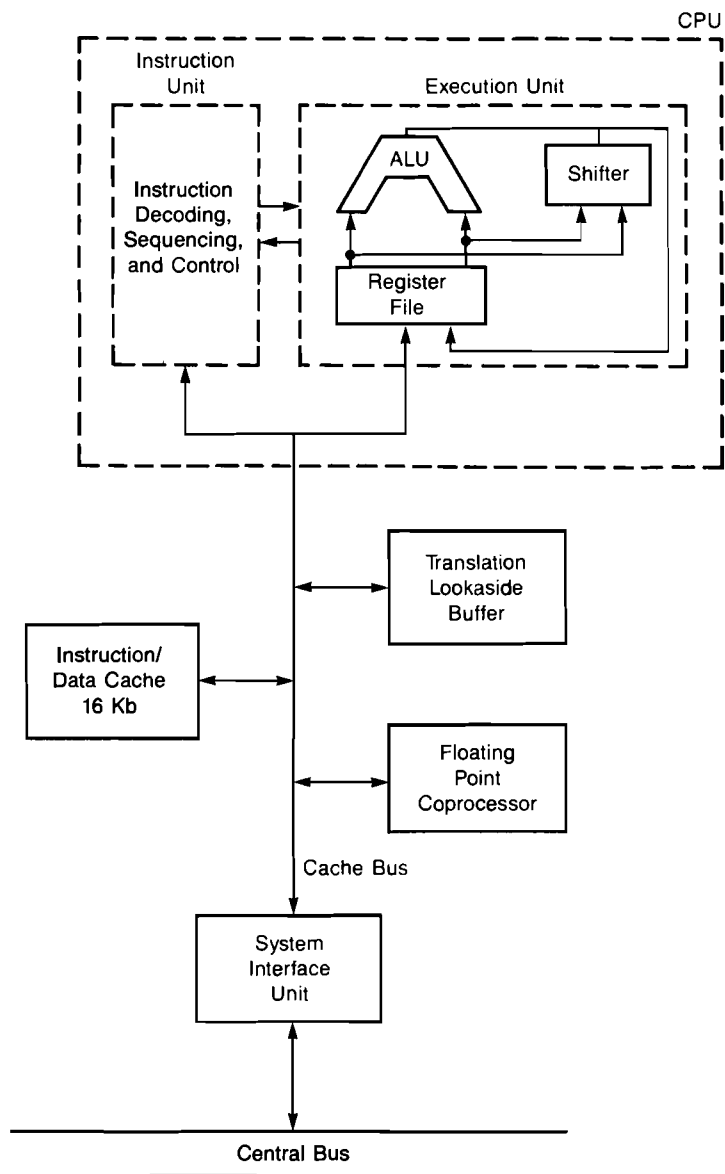 CPU
Instruction
Unit
Execution Unit
Instruction
Decoding,
Sequencing,
and Control
ALU
Shifter
Register
File
Translation
Lookaside
Buffer
Instruction/
Data Cache
16 Kb
Floating
Point
Coprocessor
Cache Bus
System
Interface
Unit
Central Bus